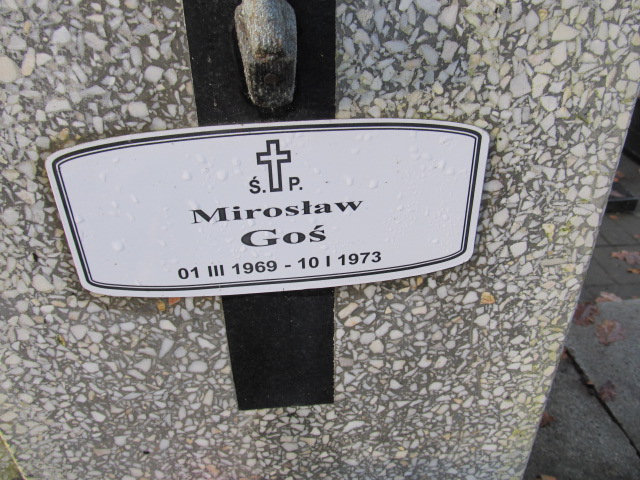 Ś. P.
Mirosław
Goś
01 III 1969 - 10 I 1973